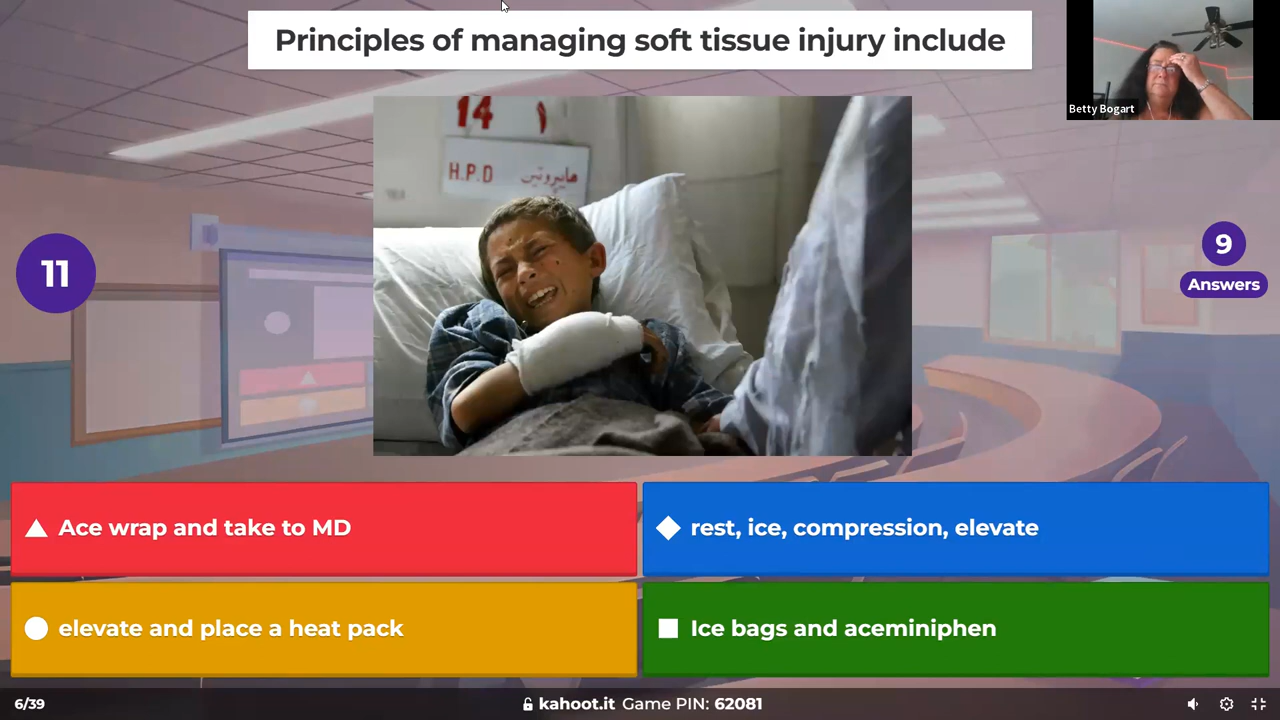 Principles of managing soft tissue injury include
Betty Bogart
14 ١
H.P.D هايپروتين
11
9
Answers
Ace wrap and take to MD
rest, ice, compression, elevate
elevate and place a heat pack
Ice bags and aceminiphen
6/39
kahoot.it Game PIN: 62081